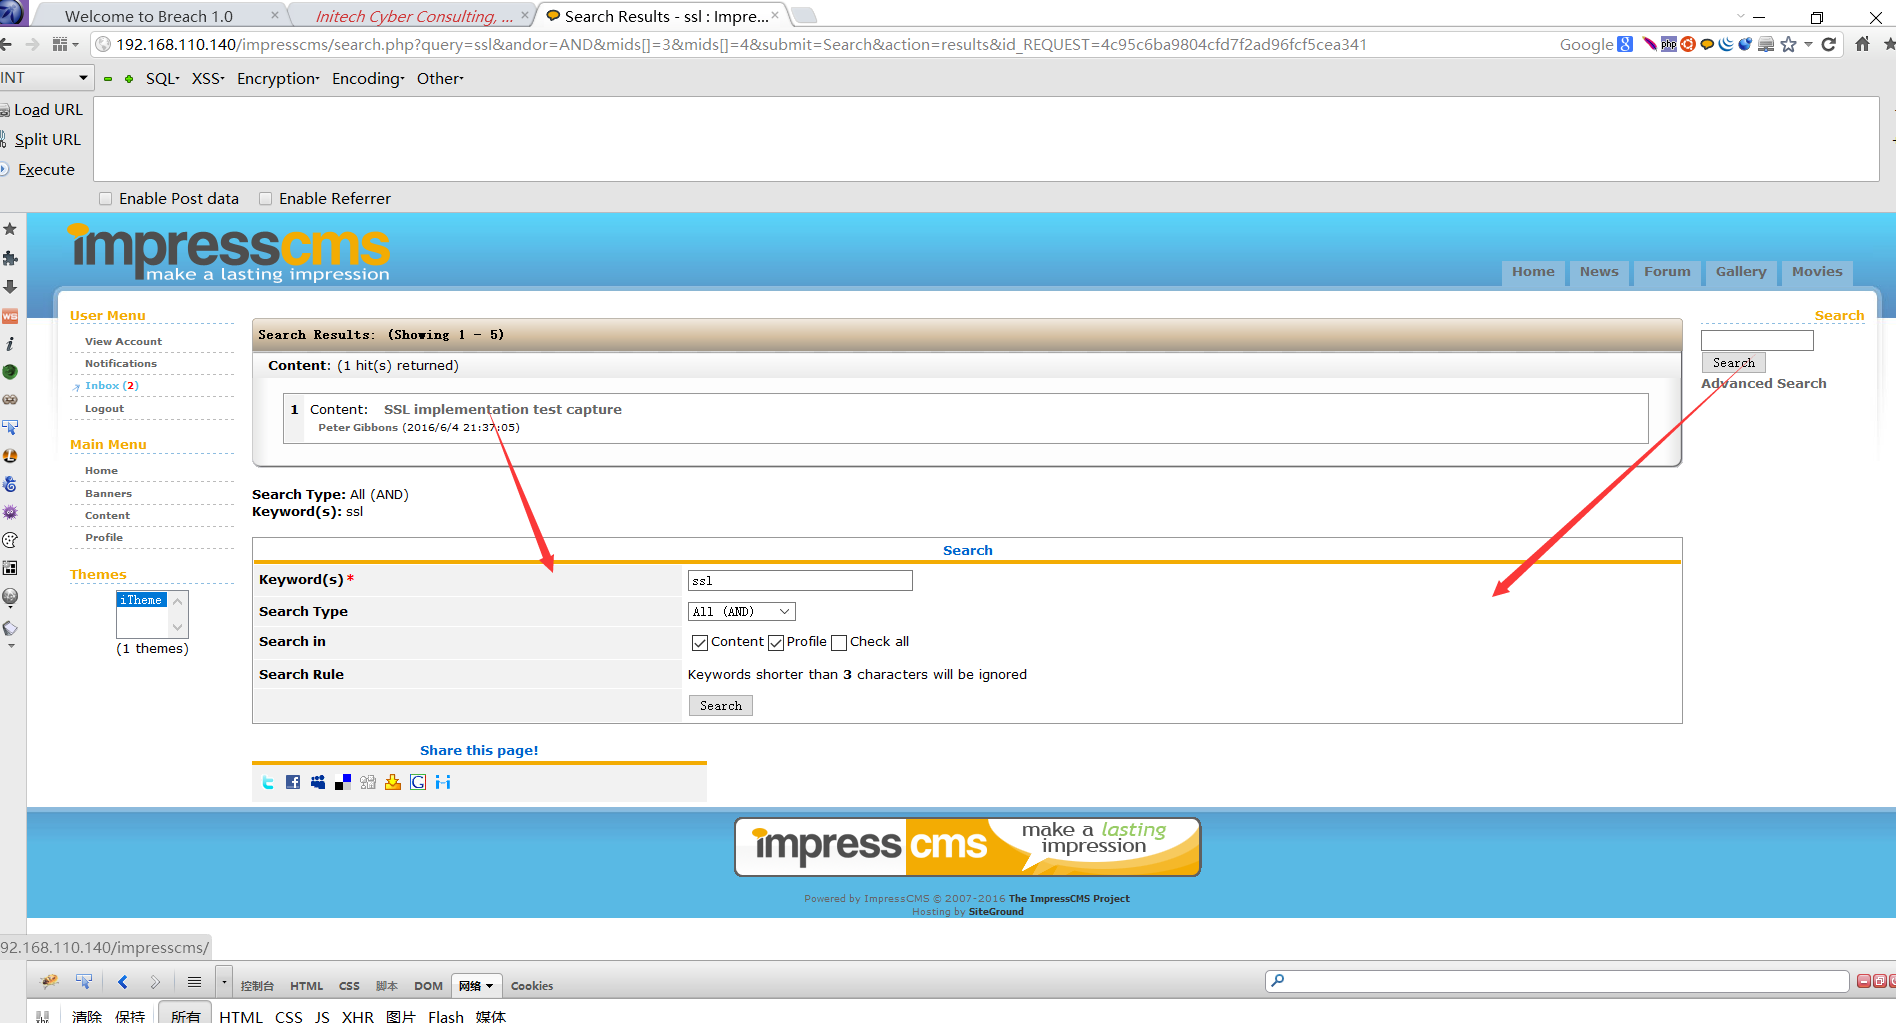 Welcome to Breach 1.0
Initech Cyber Consulting, ...
Search Results - ssl : Impre...
192.168.110.140/impresscms/search.php?query=ssl&andor=AND&mids[]=3&mids[]=4&submit=Search&action=results&id_REQUEST=4c95c6ba9804cfd7f2ad96fcf5cea341
Google
INT
SQL
XSS
Encryption
Encoding
Other
Load URL
Split URL
Execute
Enable Post data
Enable Referrer
impresscms
make a lasting impression
Home
News
Forum
Gallery
Movies
User Menu
View Account
Notifications
Inbox (2)
Logout
Main Menu
Home
Banners
Content
Profile
Themes
iTheme
(1 themes)
Search Results: (Showing 1 - 5)
Content: (1 hit(s) returned)
1 Content: SSL implementation test capture
Peter Gibbons (2016/6/4 21:37:05)
Search Type: All (AND)
Keyword(s): ssl
Search
Keyword(s) * ssl
Search Type All (AND)
Search in Content Profile Check all
Search Rule Keywords shorter than 3 characters will be ignored
Search
Share this page!
Search
Search
Advanced Search
impresscms
make a lasting
impression
Powered by ImpressCMS © 2007-2016 The ImpressCMS Project
Hosting by SiteGround
92.168.110.140/impresscms/
控制台
HTML
CSS
脚本
DOM
网络
Cookies
清除
保持
所有
HTML
CSS
JS
XHR
图片
Flash
媒体